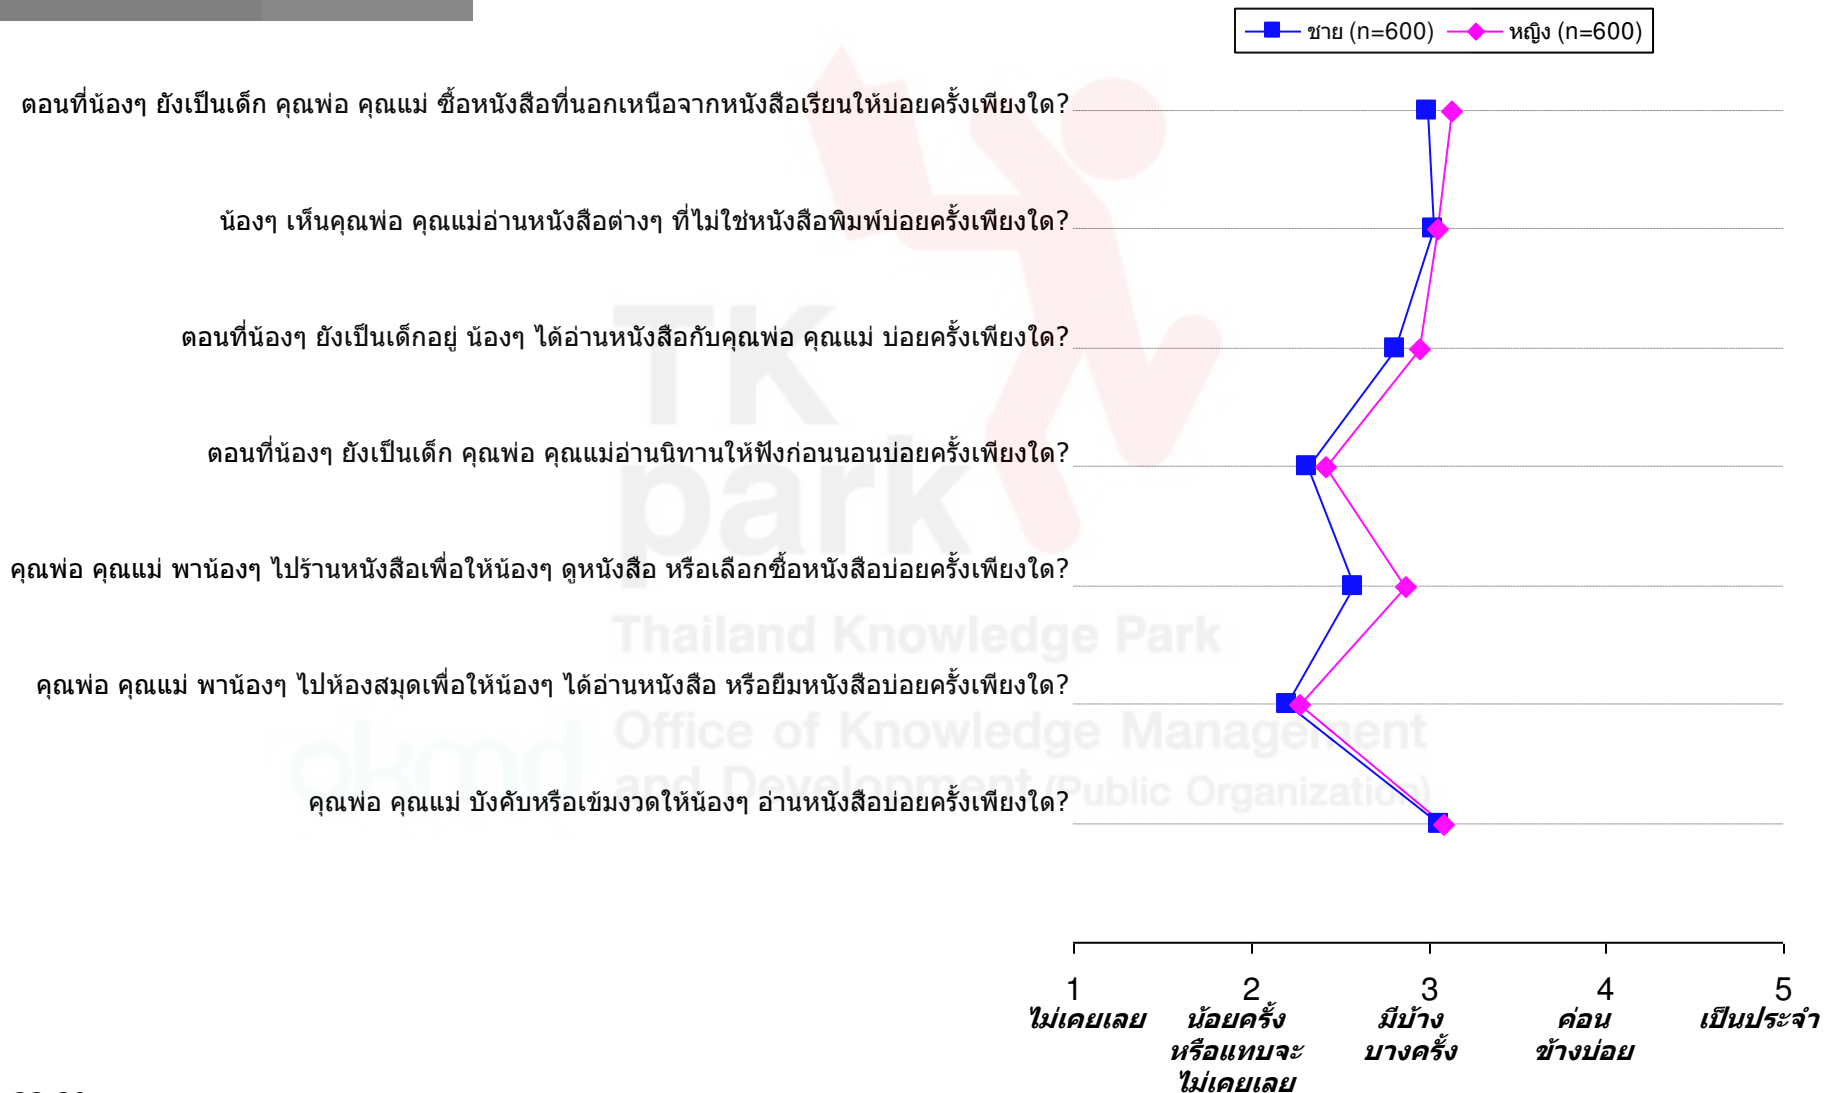 ชาย (n=600) หญิง (n=600)
ตอนที่น้องๆ ยังเป็นเด็ก คุณพ่อ คุณแม่ ซื้อหนังสือที่นอกเหนือจากหนังสือเรียนให้บ่อยครั้งเพียงใด?
น้องๆ เห็นคุณพ่อ คุณแม่อ่านหนังสือต่างๆ ที่ไม่ใช่หนังสือพิมพ์บ่อยครั้งเพียงใด?
ตอนที่น้องๆ ยังเป็นเด็กอยู่ น้องๆ ได้อ่านหนังสือกับคุณพ่อ คุณแม่ บ่อยครั้งเพียงใด?
TK
ตอนที่น้องๆ ยังเป็นเด็ก คุณพ่อ คุณแม่อ่านนิทานให้ฟังก่อนนอนบ่อยครั้งเพียงใด?
park
คุณพ่อ คุณแม่ พาน้องๆ ไปร้านหนังสือเพื่อให้น้องๆ ดูหนังสือ หรือเลือกซื้อหนังสือบ่อยครั้งเพียงใด?
Thailand Knowledge Park
คุณพ่อ คุณแม่ พาน้องๆ ไปห้องสมุดเพื่อให้น้องๆ ได้อ่านหนังสือ หรือยืมหนังสือบ่อยครั้งเพียงใด?
okmd
Office of Knowledge Management
and Development (Public Organization)
คุณพ่อ คุณแม่ บังคับหรือเข้มงวดให้น้องๆ อ่านหนังสือบ่อยครั้งเพียงใด?
1 2 3 4 5
ไม่เคยเลย น้อยครั้ง มีบ้าง ค่อน เป็นประจำ
หรือแทบจะ บางครั้ง ข้างบ่อย
ไม่เคยเลย